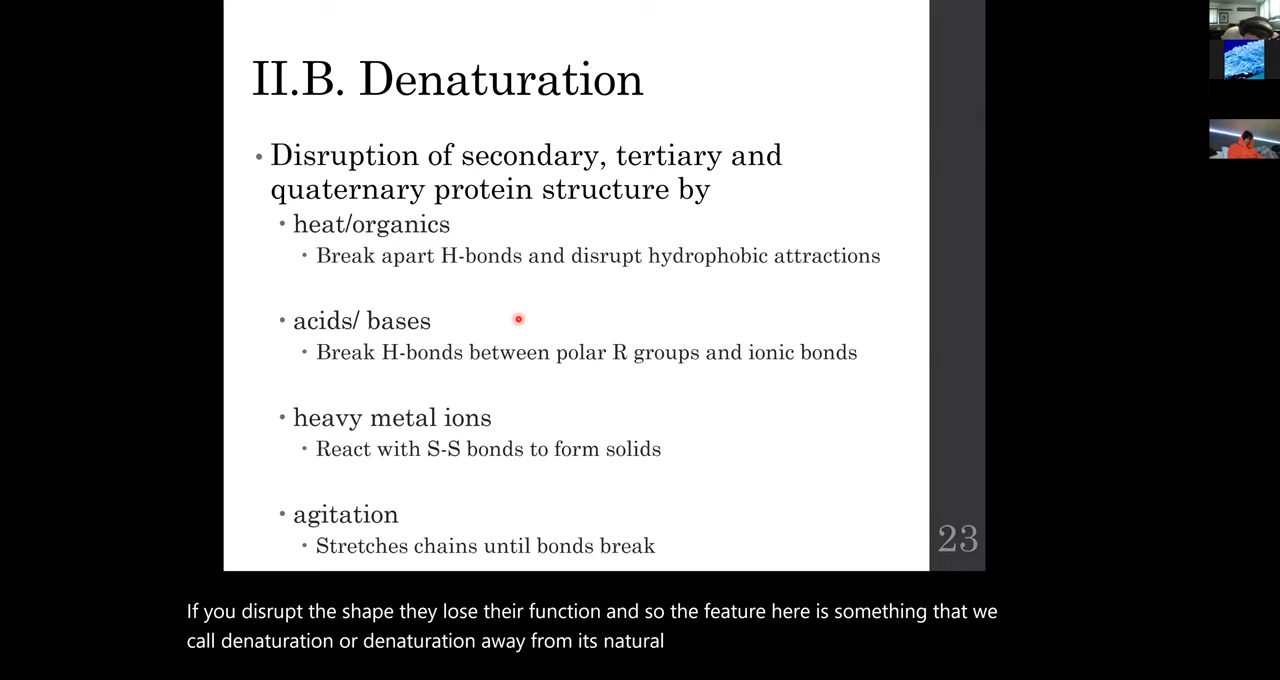 II.B. Denaturation
• Disruption of secondary, tertiary and
quaternary protein structure by
• heat/organics
• Break apart H-bonds and disrupt hydrophobic attractions
• acids/ bases
• Break H-bonds between polar R groups and ionic bonds
• heavy metal ions
• React with S-S bonds to form solids
• agitation
• Stretches chains until bonds break
23
If you disrupt the shape they lose their function and so the feature here is something that we
call denaturation or denaturation away from its natural